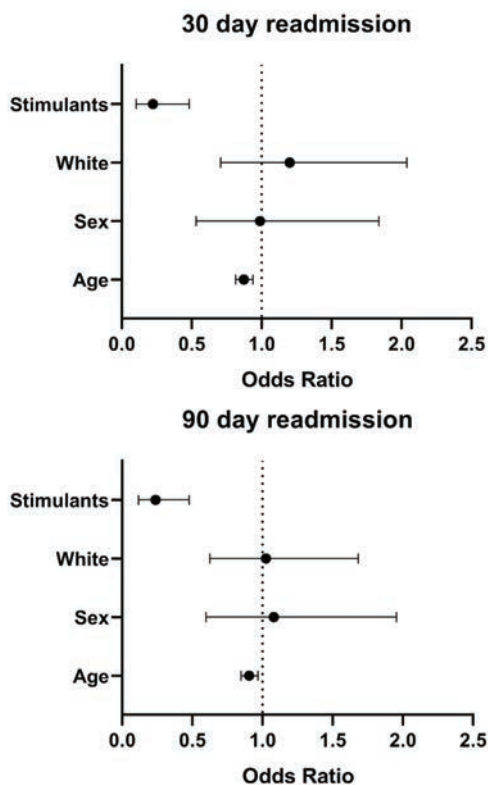 30 day readmission
Stimulants
White
Sex
Age
0.0 0.5 1.0 1.5 2.0 2.5
Odds Ratio
90 day readmission
Stimulants
White
Sex
Age
0.0 0.5 1.0 1.5 2.0 2.5
Odds Ratio